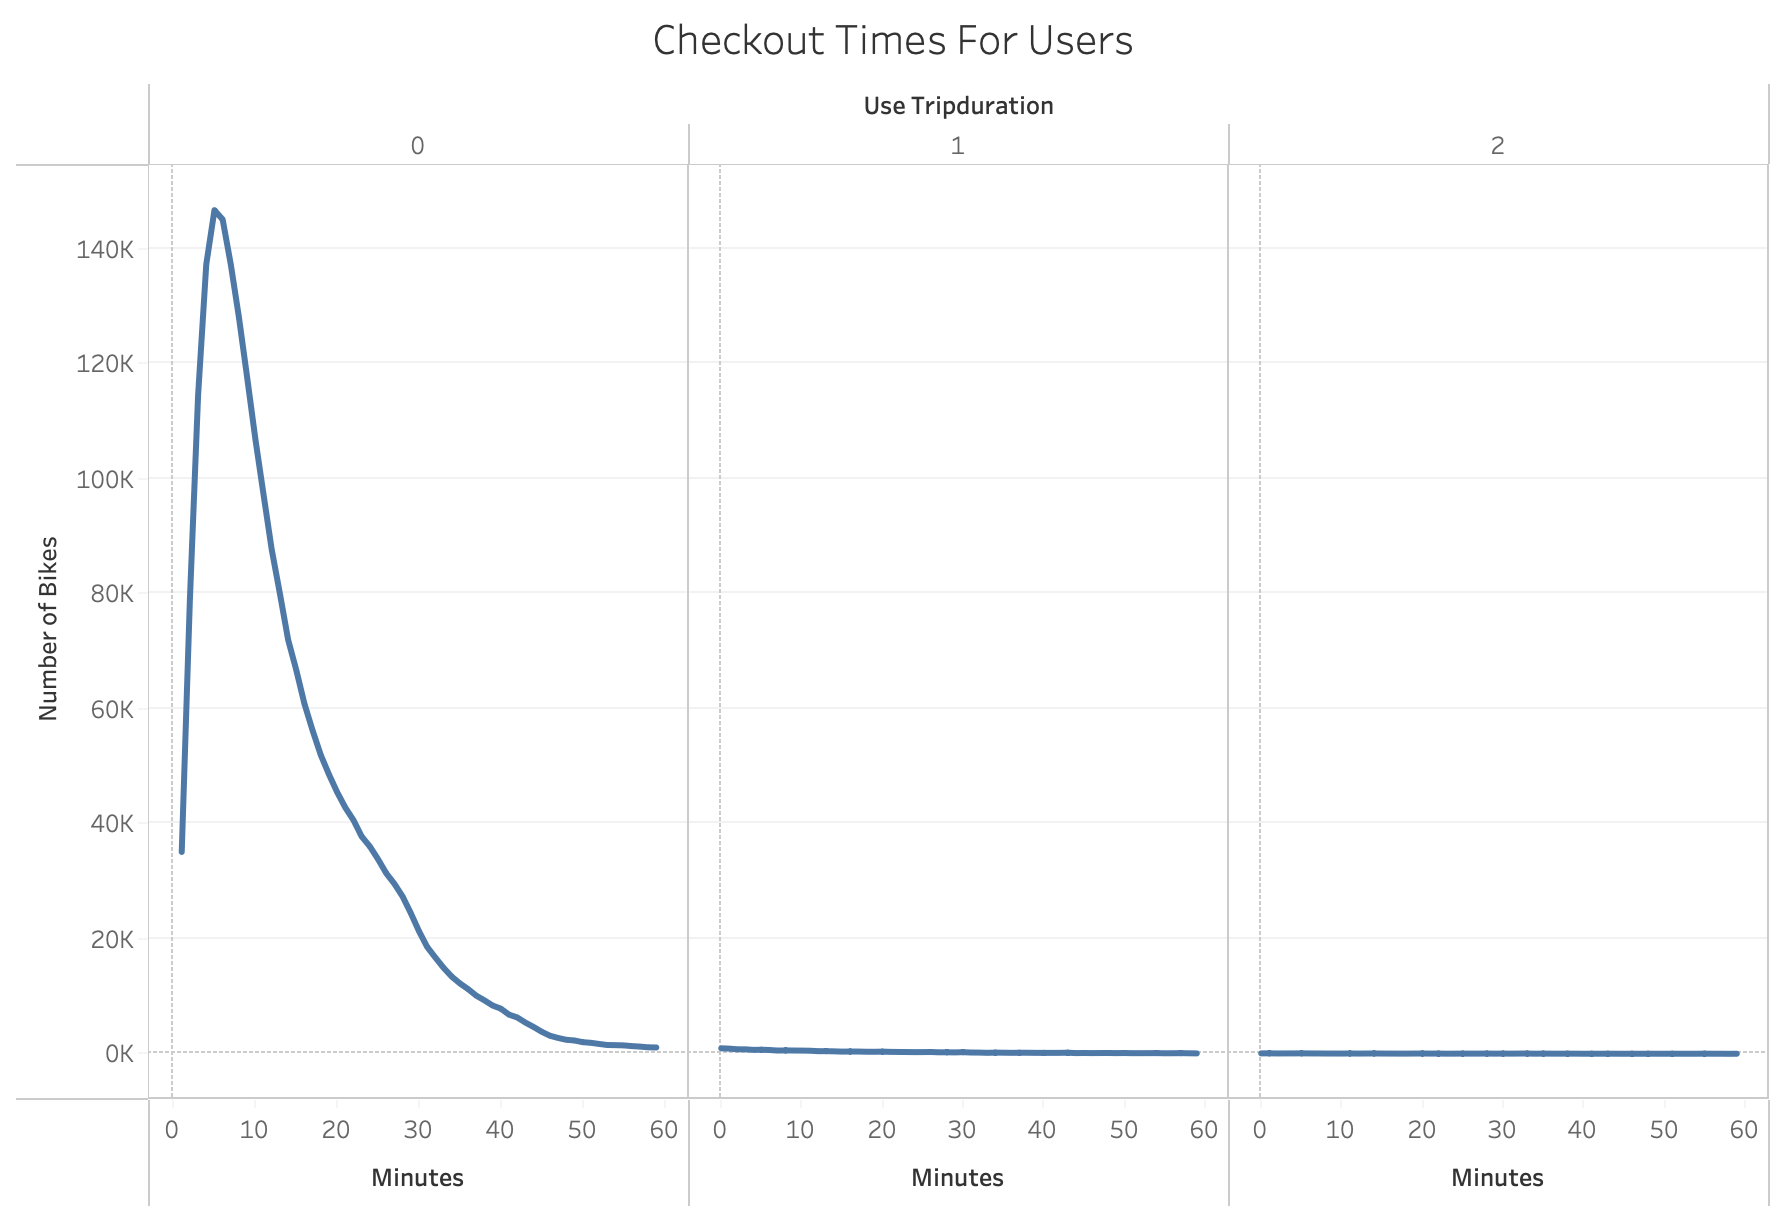 Checkout Times For Users
Use Tripduration
0 1 2
140K
120K
100K
80K
60K
40K
20K
0K
Number of Bikes
0 10 20 30 40 50 60 0 10 20 30 40 50 60 0 10 20 30 40 50 60
Minutes Minutes Minutes